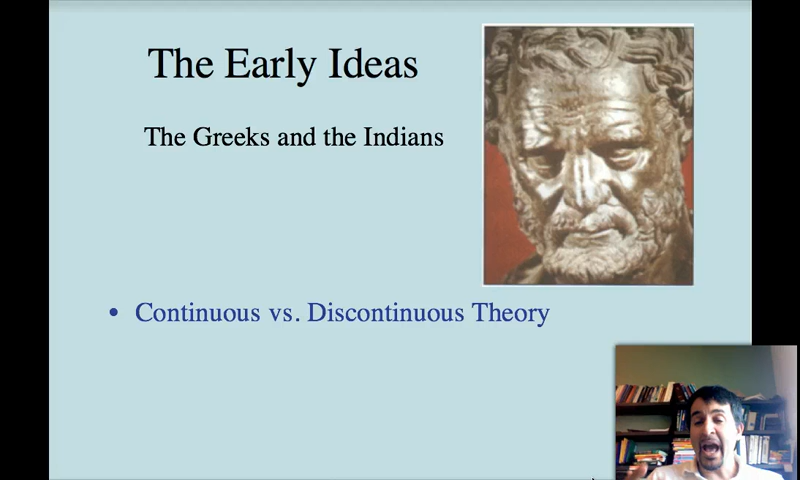 The Early Ideas
The Greeks and the Indians
• Continuous vs. Discontinuous Theory